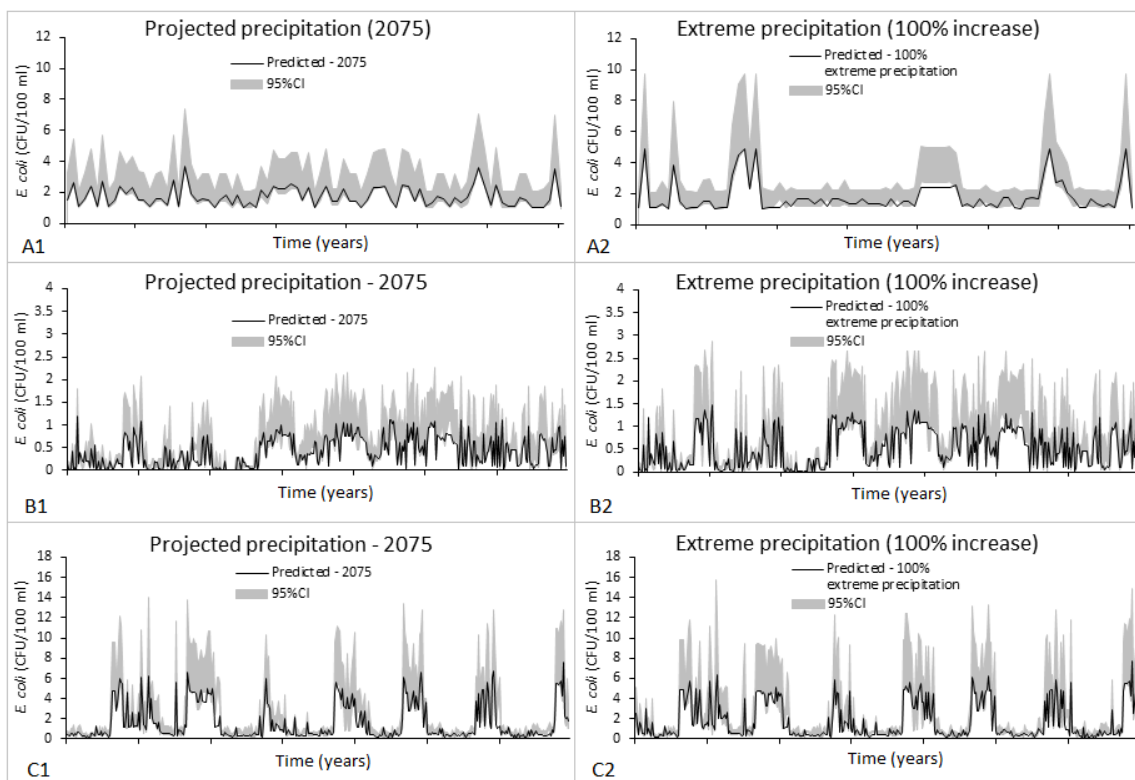 Projected precipitation (2075)
12
10
8
6
4
2
0
E coli (CFU/100 ml)
Predicted - 2075
95%CI
Time (years)
A1
Extreme precipitation (100% increase)
12
10
8
6
4
2
0
E coli CFU/100 ml)
Predicted - 100%
extreme precipitation
95%CI
Time (years)
A2
Projected precipitation - 2075
4
3.5
3
2.5
2
1.5
1
0.5
0
E coli (CFU/100 ml)
Predicted - 2075
95%CI
Time (years)
B1
Extreme precipitation (100% increase)
4
3.5
3
2.5
2
1.5
1
0.5
0
E coli (CFU/100 ml)
Predicted - 100%
extreme precipitation
95%CI
Time (years)
B2
Projected precipitation - 2075
18
16
14
12
10
8
6
4
2
0
E coli (CFU/100 ml)
Predicted - 2075
95%CI
Time (years)
C1
Extreme precipitation (100% increase)
18
16
14
12
10
8
6
4
2
0
E coli (CFU/100 ml)
Predicted - 100%
extreme precipitation
95%CI
Time (years)
C2